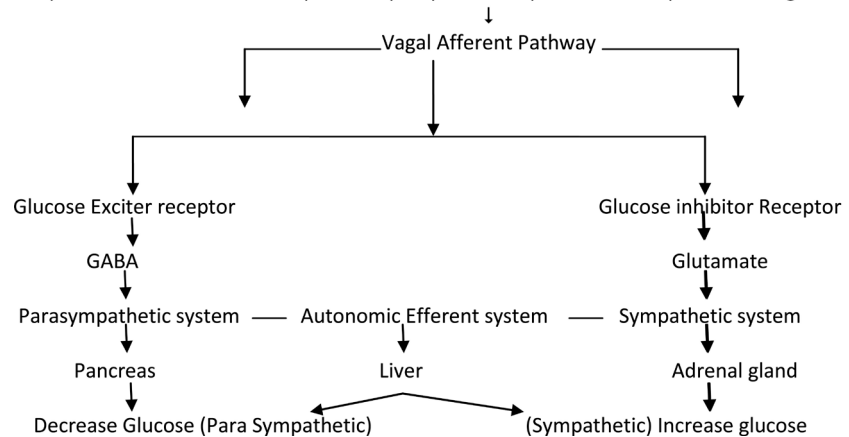 ↓
Vagal Afferent Pathway
Glucose Exciter receptor Glucose inhibitor Receptor
GABA Glutamate
Parasympathetic system — Autonomic Efferent system — Sympathetic system
Pancreas Liver Adrenal gland
Decrease Glucose (Para Sympathetic) (Sympathetic) Increase glucose